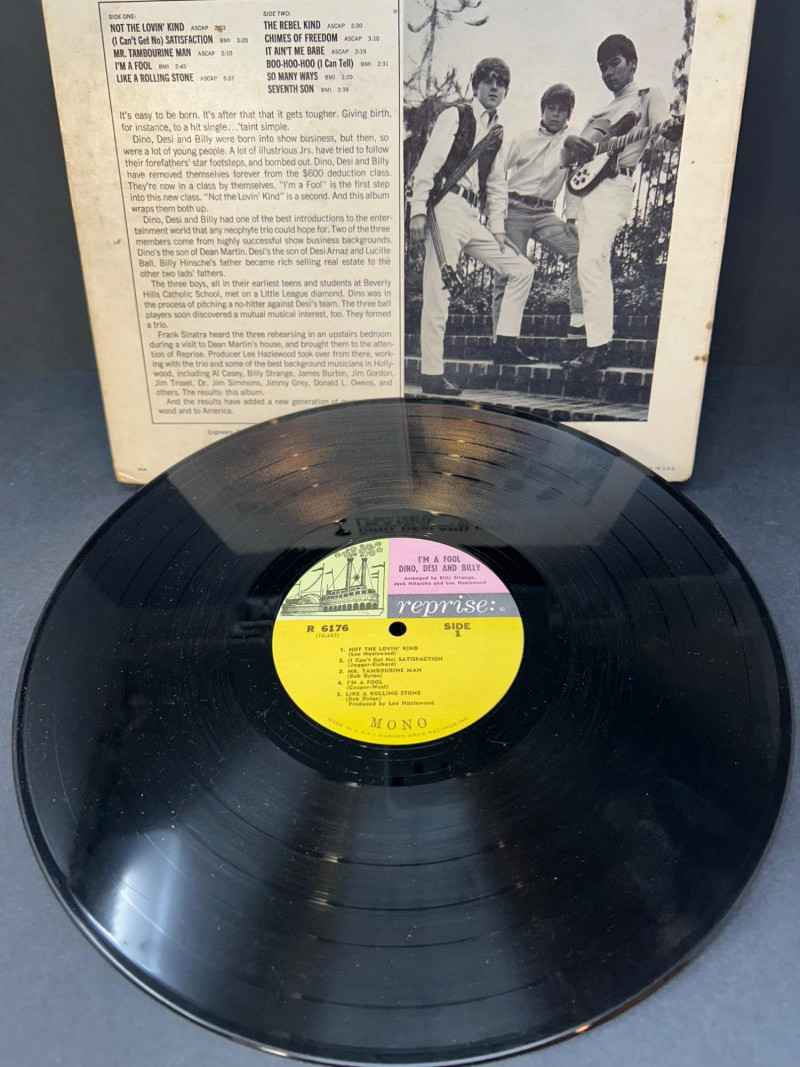 SIDE ONE:
NOT THE LOVIN' KIND ASCAP
(I Can't Get No) SATISFACTION BMI 3:20
MR. TAMBOURINE MAN ASCAP 2:10
I'M A FOOL BMI 2:43
LIKE A ROLLING STONE ASCAP 5:37
SIDE TWO:
THE REBEL KIND ASCAP 2:30
CHIMES OF FREEDOM ASCAP 3:10
IT AIN'T ME BABE ASCAP 2:19
BOO-HOO-HOO (I Can Tell) BMI 2:31
SO MANY WAYS BMI 2:20
SEVENTH SON BMI 2:39
It's easy to be born. It's after that that it gets tougher. Giving birth,
for instance, to a hit single...'taint simple.
Dino, Desi and Billy were born into show business, but then, so
were a lot of young people. A lot of illustrious Jrs. have tried to follow
their forefathers' star footsteps, and bombed out. Dino, Desi and Billy
have removed themselves forever from the $600 deduction class.
They're now in a class by themselves. "I'm a Fool" is the first step
into this new class. "Not the Lovin' Kind" is a second. And this album
wraps them both up.
Dino, Desi and Billy had one of the best introductions to the enter-
tainment world that any neophyte trio could hope for. Two of the three
members come from highly successful show business backgrounds.
Dino's the son of Dean Martin. Desi's the son of Desi Arnaz and Lucille
Ball. Billy Hinsche's father became rich selling real estate to the
other two lads' fathers.
The three boys, all in their earliest teens and students at Beverly
Hills Catholic School, met on a Little League diamond. Dino was in
the process of pitching a no-hitter against Desi's team. The three ball
players soon discovered a mutual musical interest, too. They formed
a trio.
Frank Sinatra heard the three rehearsing in an upstairs bedroom
during a visit to Dean Martin's house, and brought them to the atten-
tion of Reprise. Producer Lee Hazlewood took over from there, work-
ing with the trio and some of the best background musicians in Holly-
wood, including Al Casey, Billy Strange, James Burton, Jim Gordon,
Jim Troxel, Dr. Jim Simmons, Jimmy Grey, Donald L. Owens, and
others. The results: this album.
And the results have added a new generation of
wood and to America.
IN U.S.A.
I'M A FOOL
DINO, DESI AND BILLY
Arranged by Billy Strange,
Jack Nitzsche and Lee Hazlewood
reprise:
R 6176
(10,457)
SIDE
1
1. NOT THE LOVIN' KIND
(Lee Hazlewood)
2. (I Can't Get No) SATISFACTION
(Jagger-Richard)
3. MR. TAMBOURINE MAN
(Bob Dylan)
4. I'M A FOOL
(Cooper-West)
5. LIKE A ROLLING STONE
(Bob Dylan)
Produced by Lee Hazlewood
MONO
MADE IN U.S.A. WARNER BROS. RECORDS, INC.